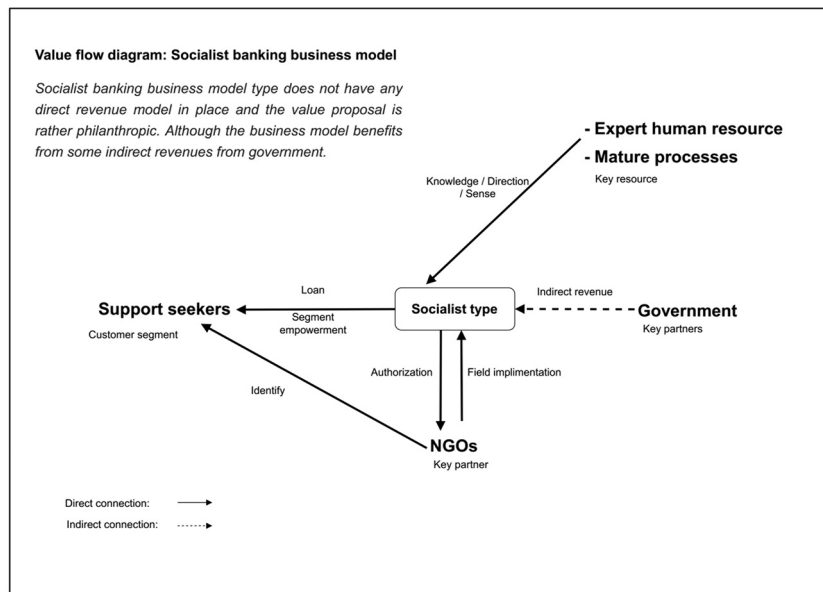 Value flow diagram: Socialist banking business model
Socialist banking business model type does not have any
direct revenue model in place and the value proposal is
rather philanthropic. Although the business model benefits
from some indirect revenues from government.
- Expert human resource
- Mature processes
Key resource
Knowledge / Direction
/ Sense
Loan
Support seekers
Segment
empowerment
Customer segment
Socialist type
Indirect revenue
Government
Key partners
Authorization
Field implimentation
Identify
NGOs
Key partner
Direct connection:
Indirect connection: